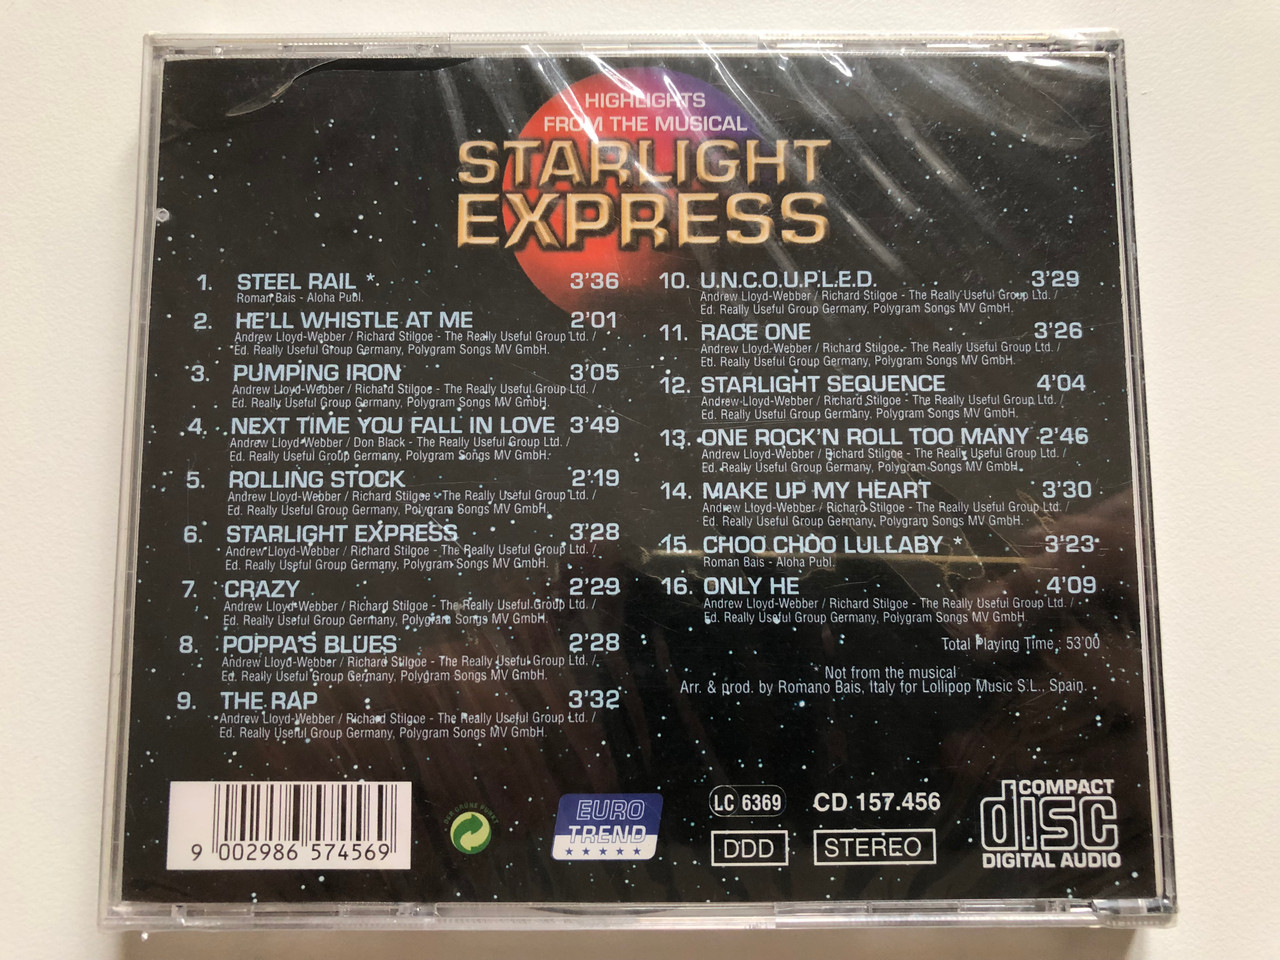 HIGHLIGHTS
FROM THE MUSICAL
STARLIGHT
EXPRESS
1. STEEL RAIL * 3'36
Roman Bais - Aloha Publ.
2. HE'LL WHISTLE AT ME 2'01
Andrew Lloyd-Webber / Richard Stilgoe - The Really Useful Group Ltd. /
Ed. Really Useful Group Germany, Polygram Songs MV GmbH.
3. PUMPING IRON 3'05
Andrew Lloyd-Webber / Richard Stilgoe - The Really Useful Group Ltd. /
Ed. Really Useful Group Germany, Polygram Songs MV GmbH.
4. NEXT TIME YOU FALL IN LOVE 3'49
Andrew Lloyd-Webber / Don Black - The Really Useful Group Ltd. /
Ed. Really Useful Group Germany, Polygram Songs MV GmbH.
5. ROLLING STOCK 2'19
Andrew Lloyd-Webber / Richard Stilgoe - The Really Useful Group Ltd. /
Ed. Really Useful Group Germany, Polygram Songs MV GmbH.
6. STARLIGHT EXPRESS 3'28
Andrew Lloyd-Webber / Richard Stilgoe - The Really Useful Group Ltd. /
Ed. Really Useful Group Germany, Polygram Songs MV GmbH.
7. CRAZY 2'29
Andrew Lloyd-Webber / Richard Stilgoe - The Really Useful Group Ltd. /
Ed. Really Useful Group Germany, Polygram Songs MV GmbH.
8. POPPA'S BLUES 2'28
Andrew Lloyd-Webber / Richard Stilgoe - The Really Useful Group Ltd. /
Ed. Really Useful Group Germany, Polygram Songs MV GmbH.
9. THE RAP 3'32
Andrew Lloyd-Webber / Richard Stilgoe - The Really Useful Group Ltd. /
Ed. Really Useful Group Germany, Polygram Songs MV GmbH.
10. U.N.C.O.U.P.L.E.D. 3'29
Andrew Lloyd-Webber / Richard Stilgoe - The Really Useful Group Ltd. /
Ed. Really Useful Group Germany, Polygram Songs MV GmbH.
11. RACE ONE 3'26
Andrew Lloyd-Webber / Richard Stilgoe - The Really Useful Group Ltd. /
Ed. Really Useful Group Germany, Polygram Songs MV GmbH.
12. STARLIGHT SEQUENCE 4'04
Andrew Lloyd-Webber / Richard Stilgoe - The Really Useful Group Ltd. /
Ed. Really Useful Group Germany, Polygram Songs MV GmbH.
13. ONE ROCK'N ROLL TOO MANY 2'46
Andrew Lloyd-Webber / Richard Stilgoe - The Really Useful Group Ltd. /
Ed. Really Useful Group Germany, Polygram Songs MV GmbH.
14. MAKE UP MY HEART 3'30
Andrew Lloyd-Webber / Richard Stilgoe - The Really Useful Group Ltd. /
Ed. Really Useful Group Germany, Polygram Songs MV GmbH.
15. CHOO CHOO LULLABY * 3'23
Roman Bais - Aloha Publ.
16. ONLY HE 4'09
Andrew Lloyd-Webber / Richard Stilgoe - The Really Useful Group Ltd. /
Ed. Really Useful Group Germany, Polygram Songs MV GmbH.
Total Playing Time: 53'00
Not from the musical
Arr. & prod. by Romano Bais, Italy for Lollipop Music S.L., Spain.
9 002986 574569
DER GRÜNE PUNKT
EURO
TREND
LC 6369
CD 157.456
DDD
STEREO
COMPACT
disc
DIGITAL AUDIO